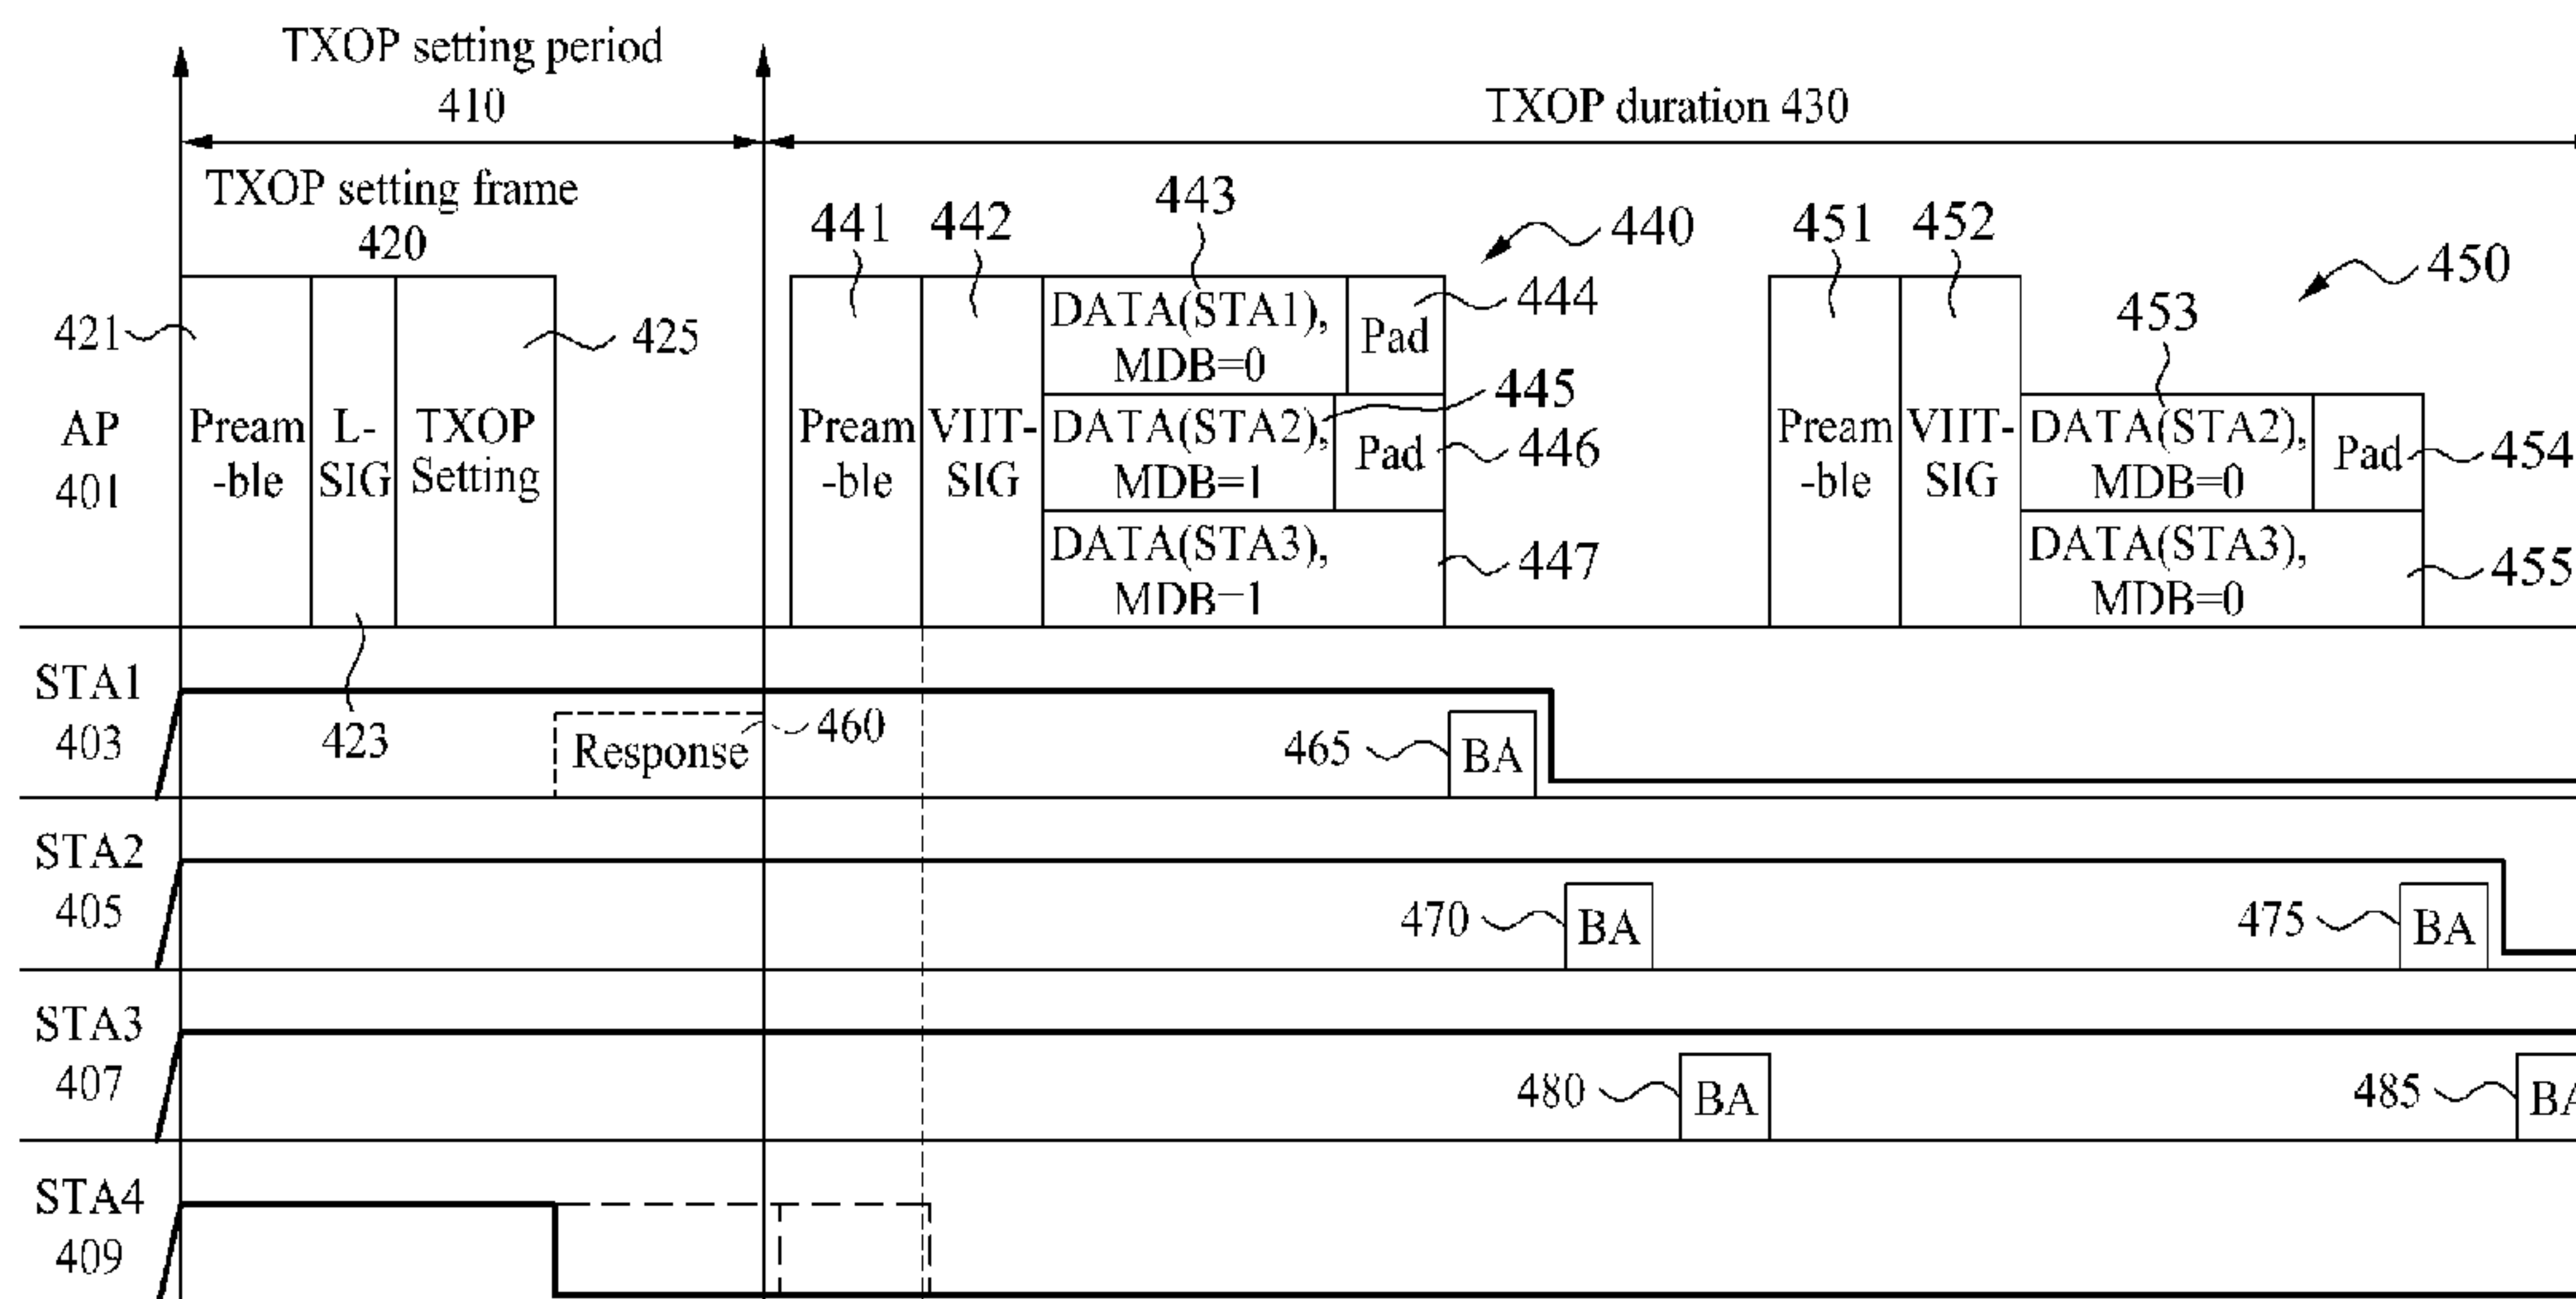 TXOP setting period
410
TXOP duration 430
TXOP setting frame
420
441
442
443
440
451
452
450
421
425
444
453
AP
401
Pream
-ble
L-
SIG
TXOP
Setting
Pream
-ble
VIIT-
SIG
DATA(STA1),
MDB=0
Pad
DATA(STA2),
MDB=1
Pad
445
446
DATA(STA3),
MDB=1
447
Pream
-ble
VIIT-
SIG
DATA(STA2),
MDB=0
Pad
454
DATA(STA3),
MDB=0
455
STA1
403
423
Response
460
465
BA
STA2
405
470
BA
475
BA
STA3
407
480
BA
485
BA
STA4
409